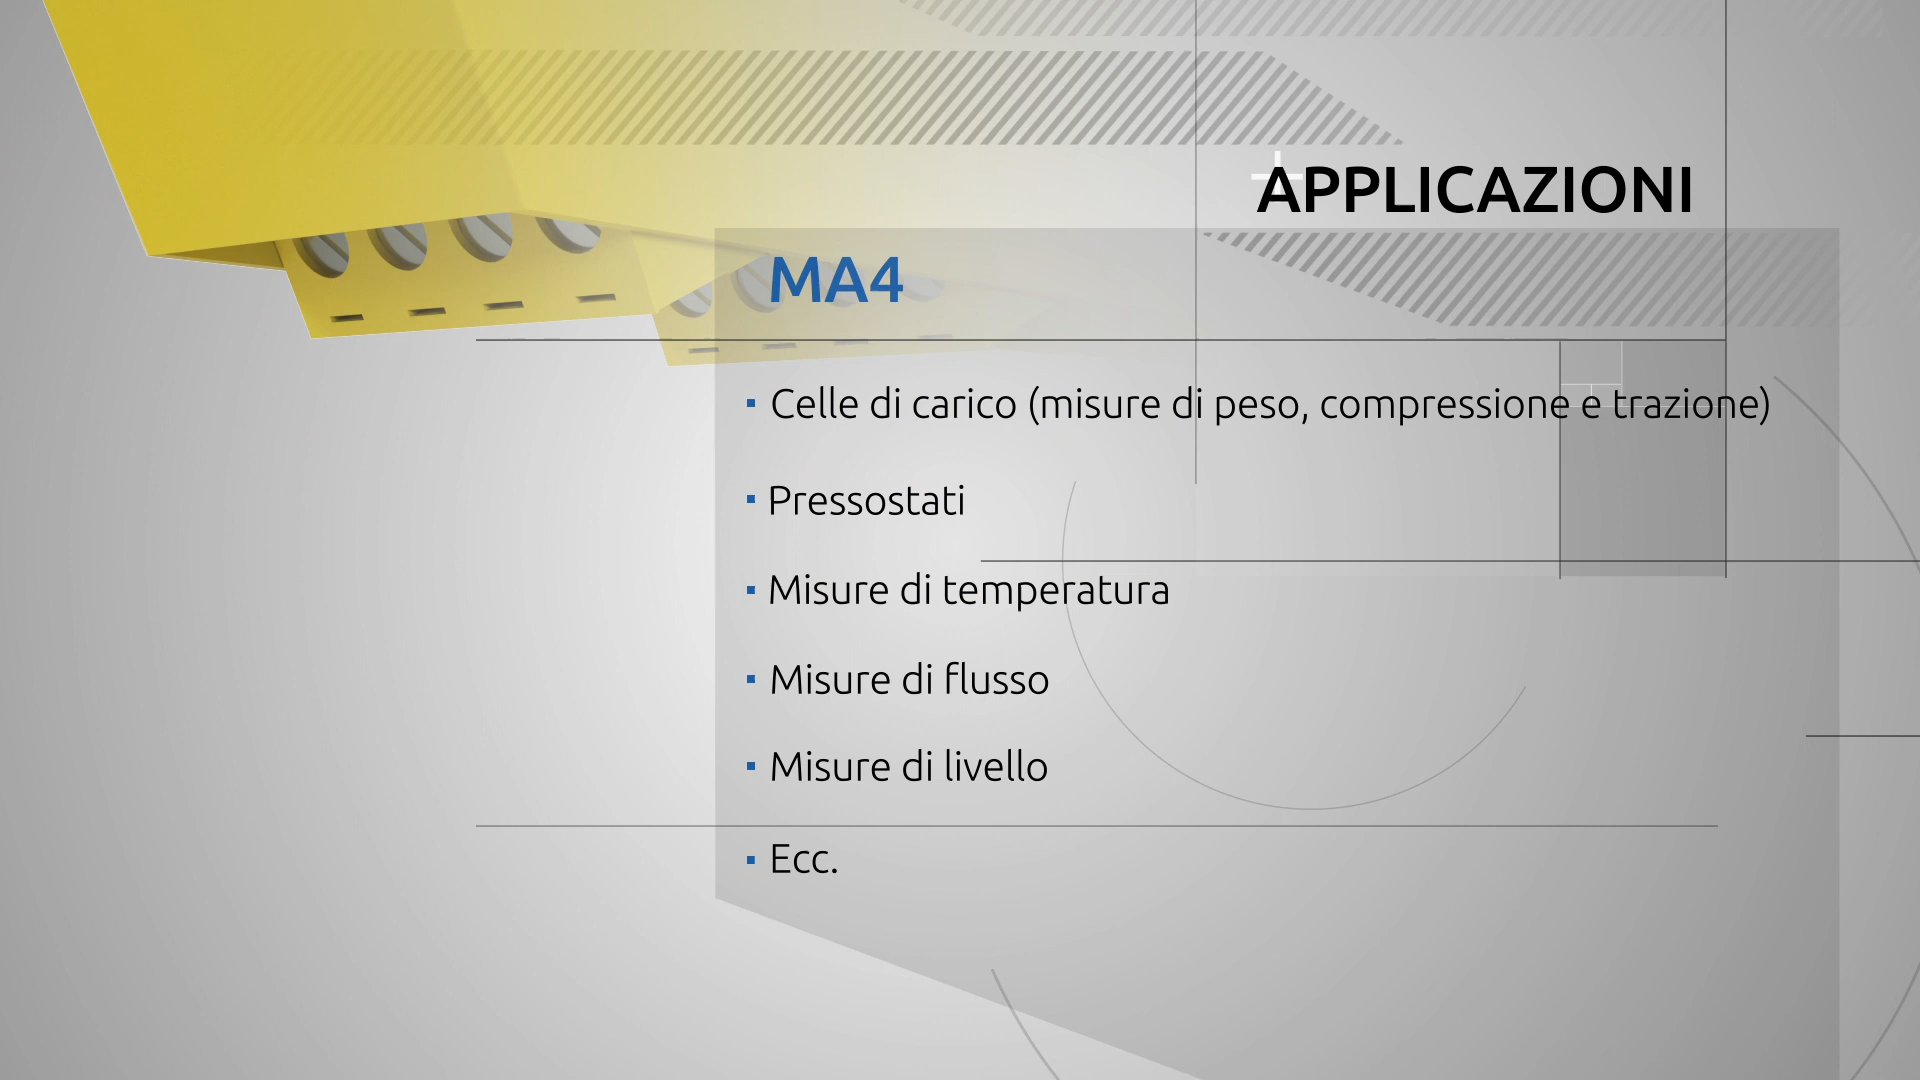 APPLICAZIONI
MA4
▪ Celle di carico (misure di peso, compressione e trazione)
▪ Pressostati
▪ Misure di temperatura
▪ Misure di flusso
▪ Misure di livello
▪ Ecc.